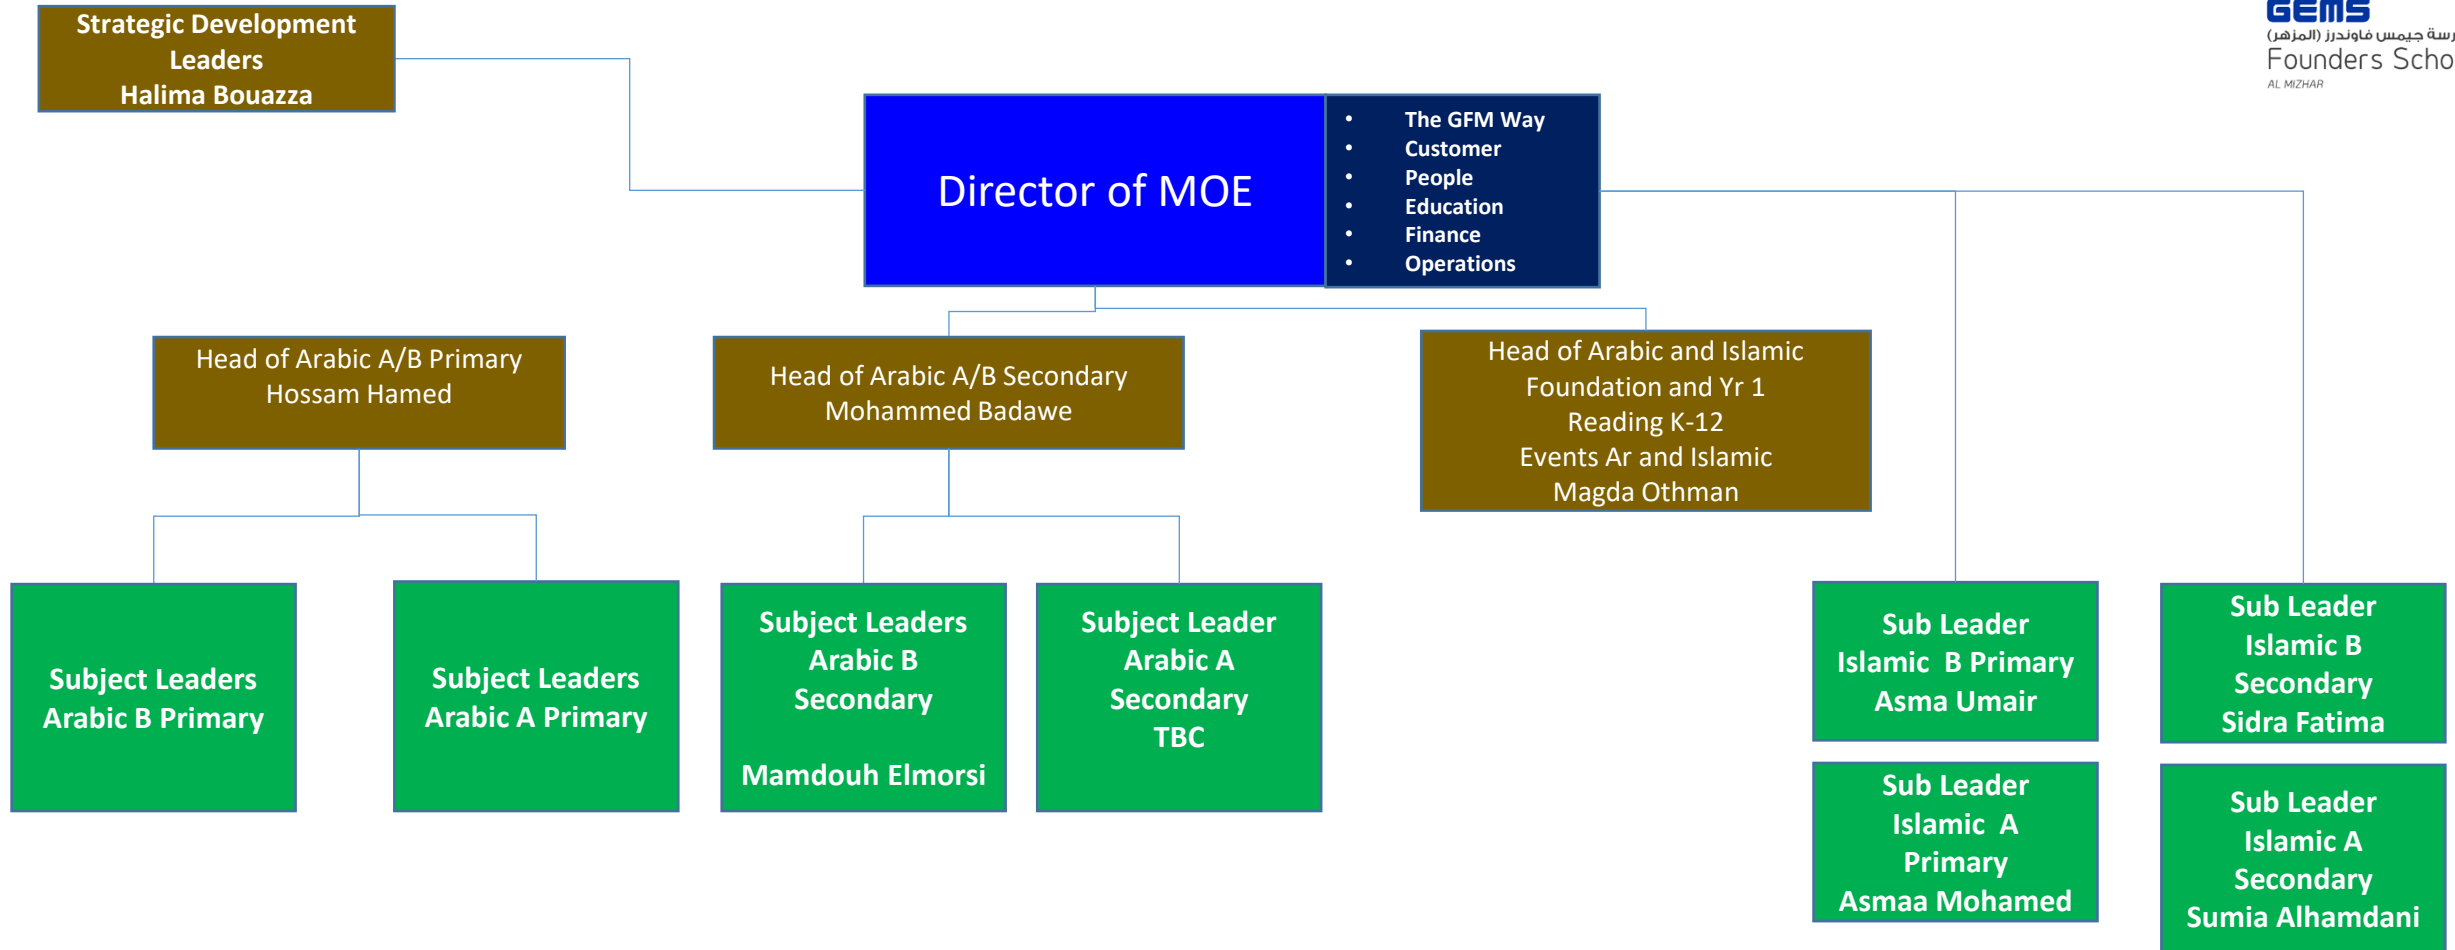 Strategic Development
Leaders
Halima Bouazza
GEMS
رسة جيمس فاوندرز (المزهر)
Founders Scho
AL MIZHAR
Director of MOE
• The GFM Way
• Customer
• People
• Education
• Finance
• Operations
Head of Arabic A/B Primary
Hossam Hamed
Head of Arabic A/B Secondary
Mohammed Badawe
Head of Arabic and Islamic
Foundation and Yr 1
Reading K-12
Events Ar and Islamic
Magda Othman
Subject Leaders
Arabic B Primary
Subject Leaders
Arabic A Primary
Subject Leaders
Arabic B
Secondary
Mamdouh Elmorsi
Subject Leader
Arabic A
Secondary
TBC
Sub Leader
Islamic B Primary
Asma Umair
Sub Leader
Islamic B
Secondary
Sidra Fatima
Sub Leader
Islamic A
Primary
Asmaa Mohamed
Sub Leader
Islamic A
Secondary
Sumia Alhamdani